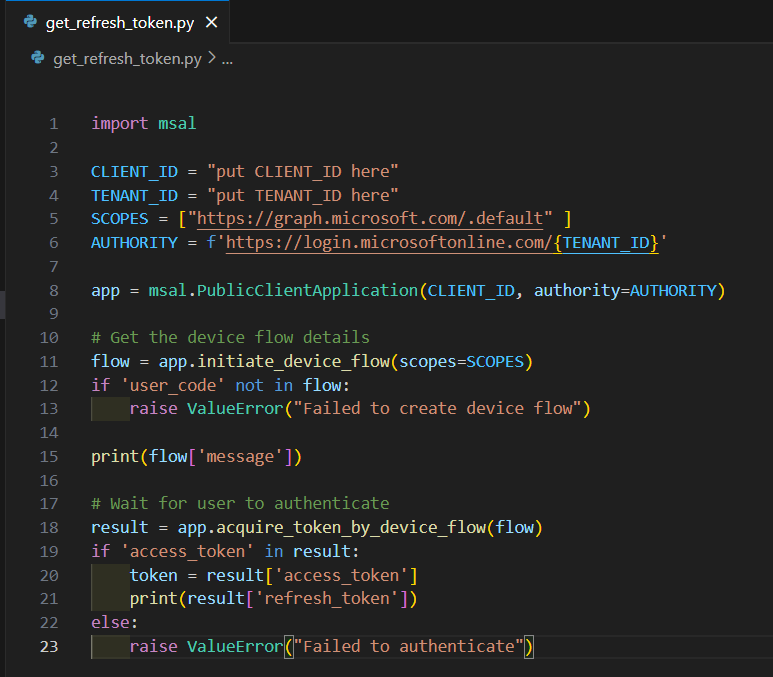 get_refresh_token.py ×
get_refresh_token.py > ...
1 import msal
2
3 CLIENT_ID = "put CLIENT_ID here"
4 TENANT_ID = "put TENANT_ID here"
5 SCOPES = ["https://graph.microsoft.com/.default" ]
6 AUTHORITY = f'https://login.microsoftonline.com/{TENANT_ID}'
7
8 app = msal.PublicClientApplication(CLIENT_ID, authority=AUTHORITY)
9
10 # Get the device flow details
11 flow = app.initiate_device_flow(scopes=SCOPES)
12 if 'user_code' not in flow:
13     raise ValueError("Failed to create device flow")
14
15 print(flow['message'])
16
17 # Wait for user to authenticate
18 result = app.acquire_token_by_device_flow(flow)
19 if 'access_token' in result:
20     token = result['access_token']
21     print(result['refresh_token'])
22 else:
23     raise ValueError("Failed to authenticate")